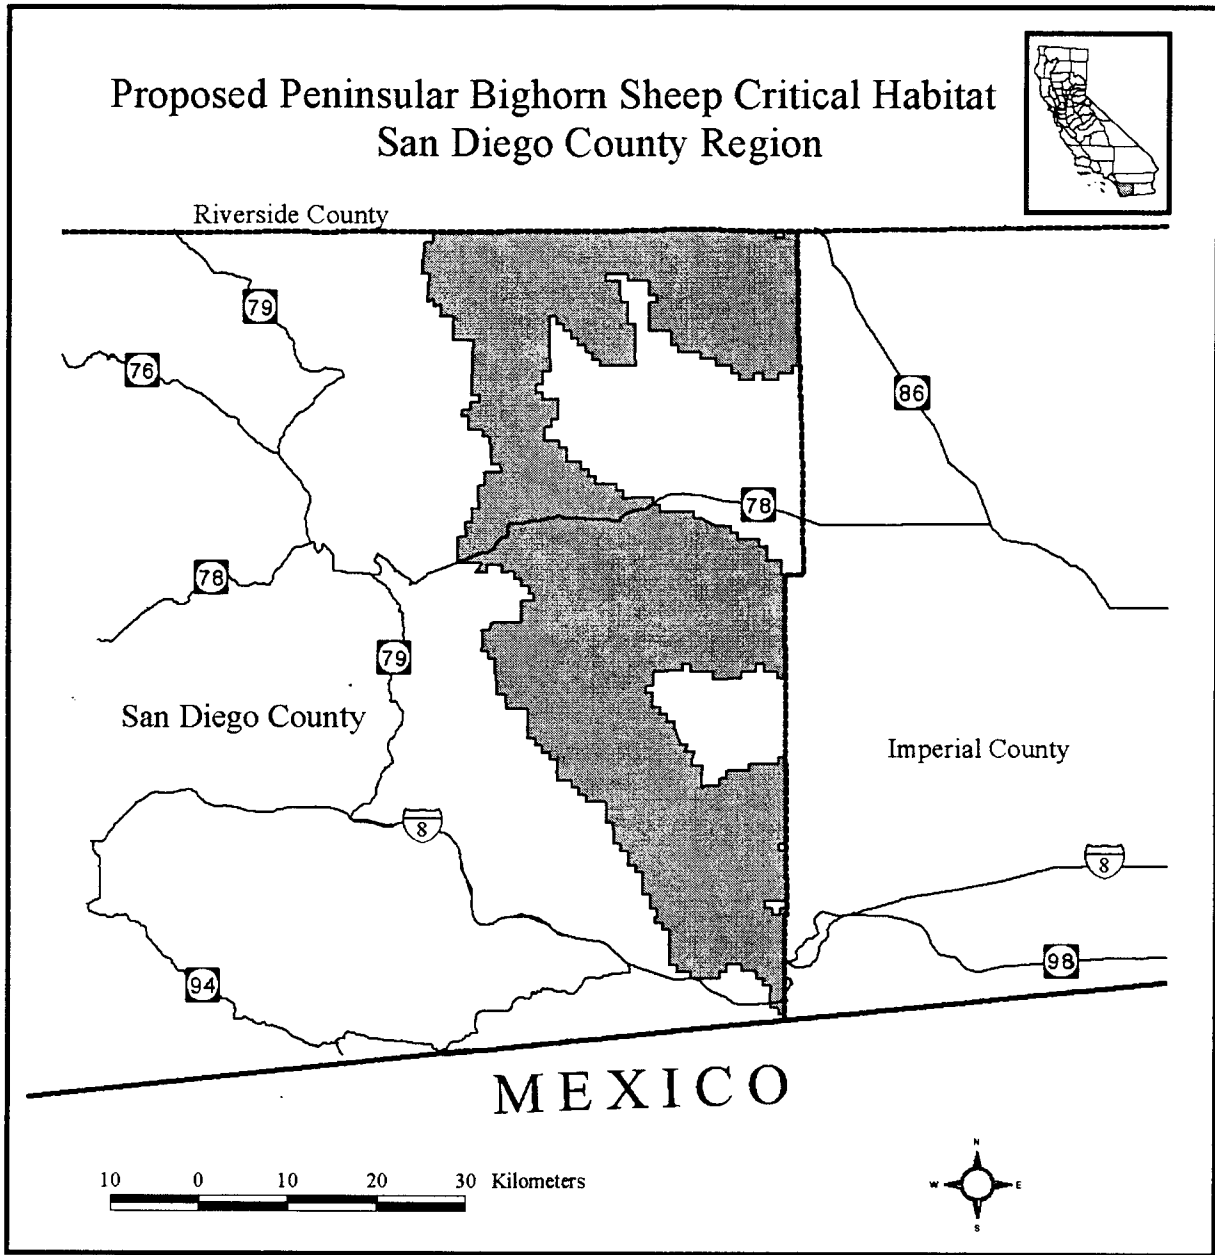 Proposed Peninsular Bighorn Sheep Critical Habitat
San Diego County Region
Riverside County
79
76
86
78
78
79
San Diego County
Imperial County
8
8
98
94
MEXICO
10 0 10 20 30 Kilometers
N
W E
S